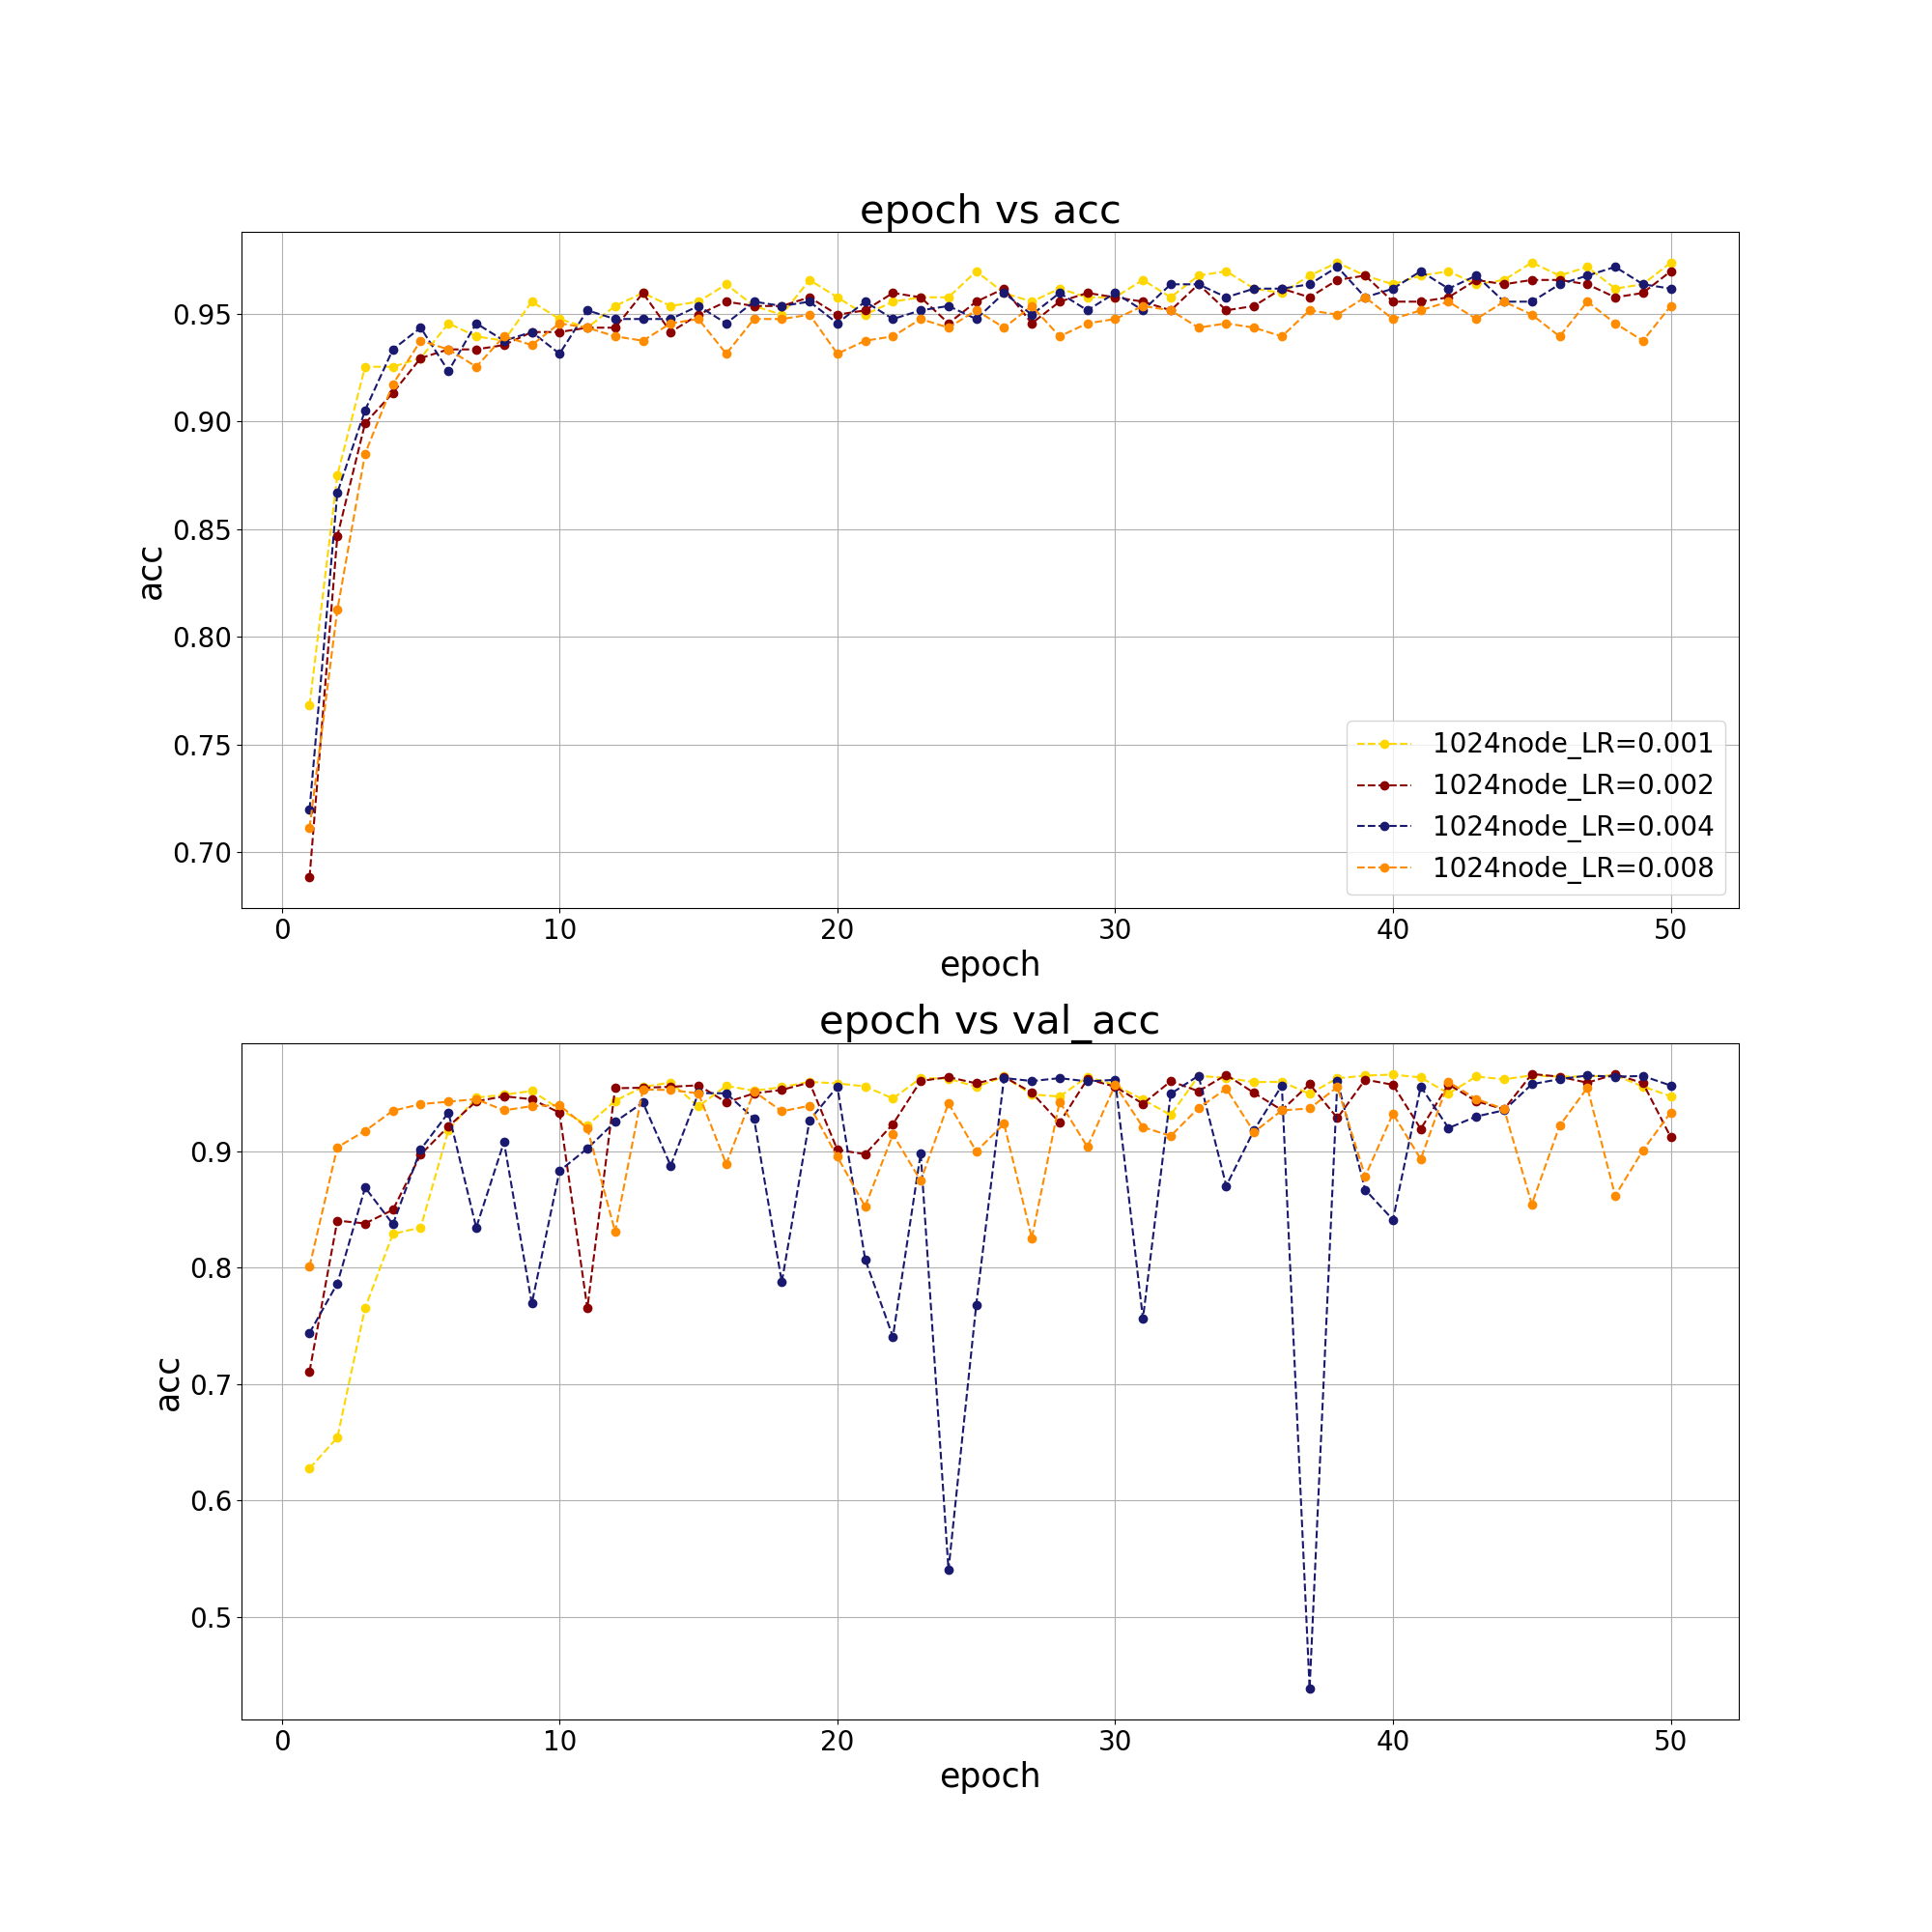 epoch vs acc
0.95
0.90
0.85
0.80
0.75
0.70
acc
1024node_LR=0.001
1024node_LR=0.002
1024node_LR=0.004
1024node_LR=0.008
0 10 20 30 40 50
epoch
epoch vs val_acc
0.9
0.8
0.7
0.6
0.5
acc
0 10 20 30 40 50
epoch